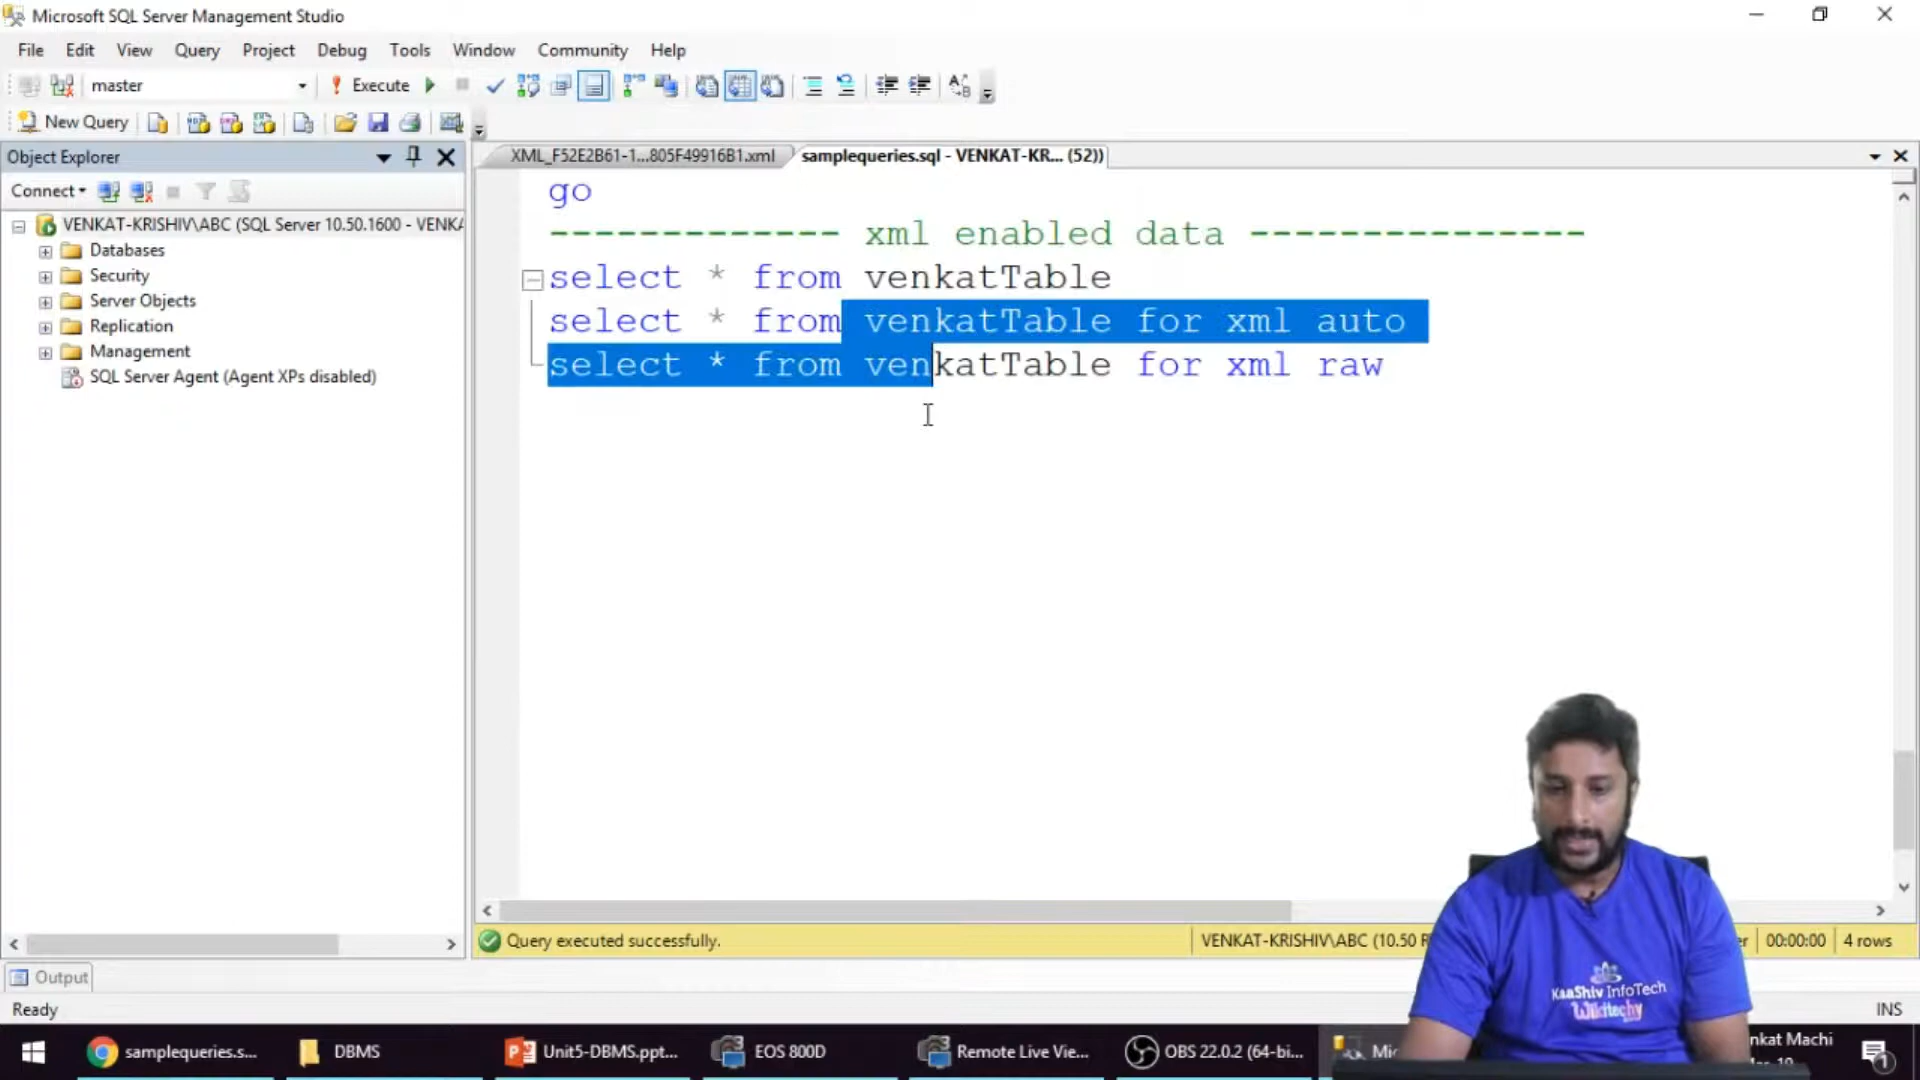 Microsoft SQL Server Management Studio
File Edit View Query Project Debug Tools Window Community Help
master Execute
New Query
Object Explorer
XML_F52E2B61-1...805F49916B1.xml samplequeries.sql - VENKAT-KR... (52))
Connect
VENKAT-KRISHIV\ABC (SQL Server 10.50.1600 - VENKA
Databases
Security
Server Objects
Replication
Management
SQL Server Agent (Agent XPs disabled)
go
------------- xml enabled data ---------------
select * from venkatTable
select * from venkatTable for xml auto
select * from venkatTable for xml raw
Query executed successfully. VENKAT-KRISHIV\ABC (10.50 R 00:00:00 4 rows
Output
Ready INS
KaaShiv InfoTech
Wikitechy
samplequeries.s... DBMS Unit5-DBMS.ppt... EOS 800D Remote Live Vie... OBS 22.0.2 (64-bi... Mi nkat Machi